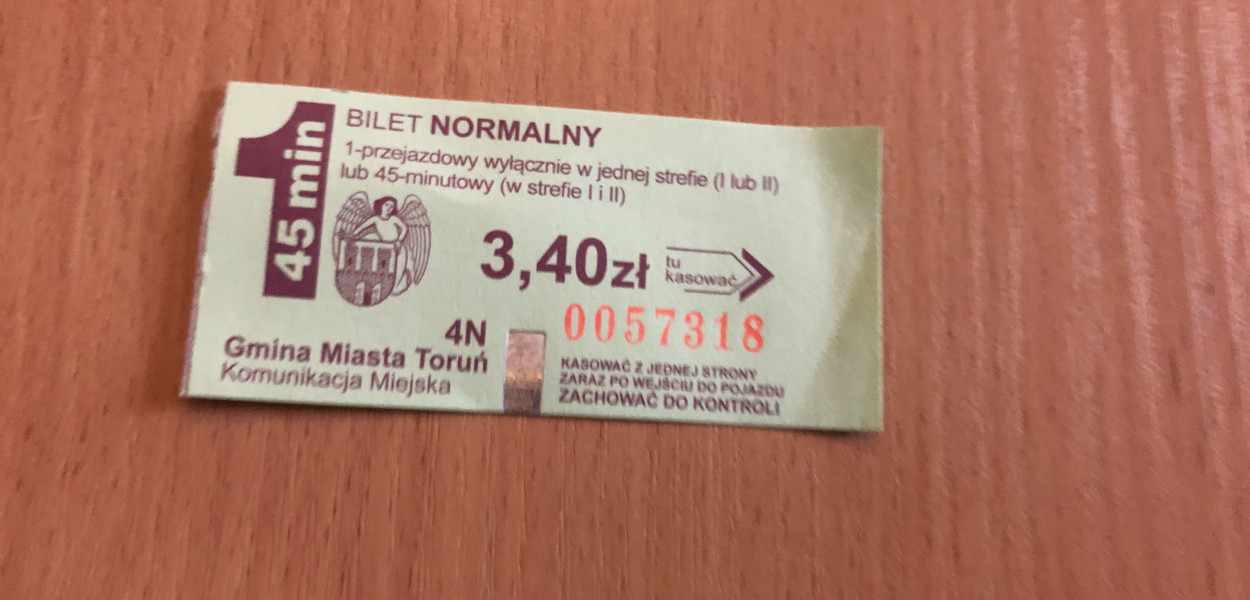 1
45 min
BILET NORMALNY
1-przejazdowy wyłącznie w jednej strefie (I lub II)
lub 45-minutowy (w strefie I i II)
3,40zł
tu
kasować
0057318
4N
Gmina Miasta Toruń
Komunikacja Miejska
KASOWAĆ Z JEDNEJ STRONY
ZARAZ PO WEJŚCIU DO POJAZDU
ZACHOWAĆ DO KONTROLI